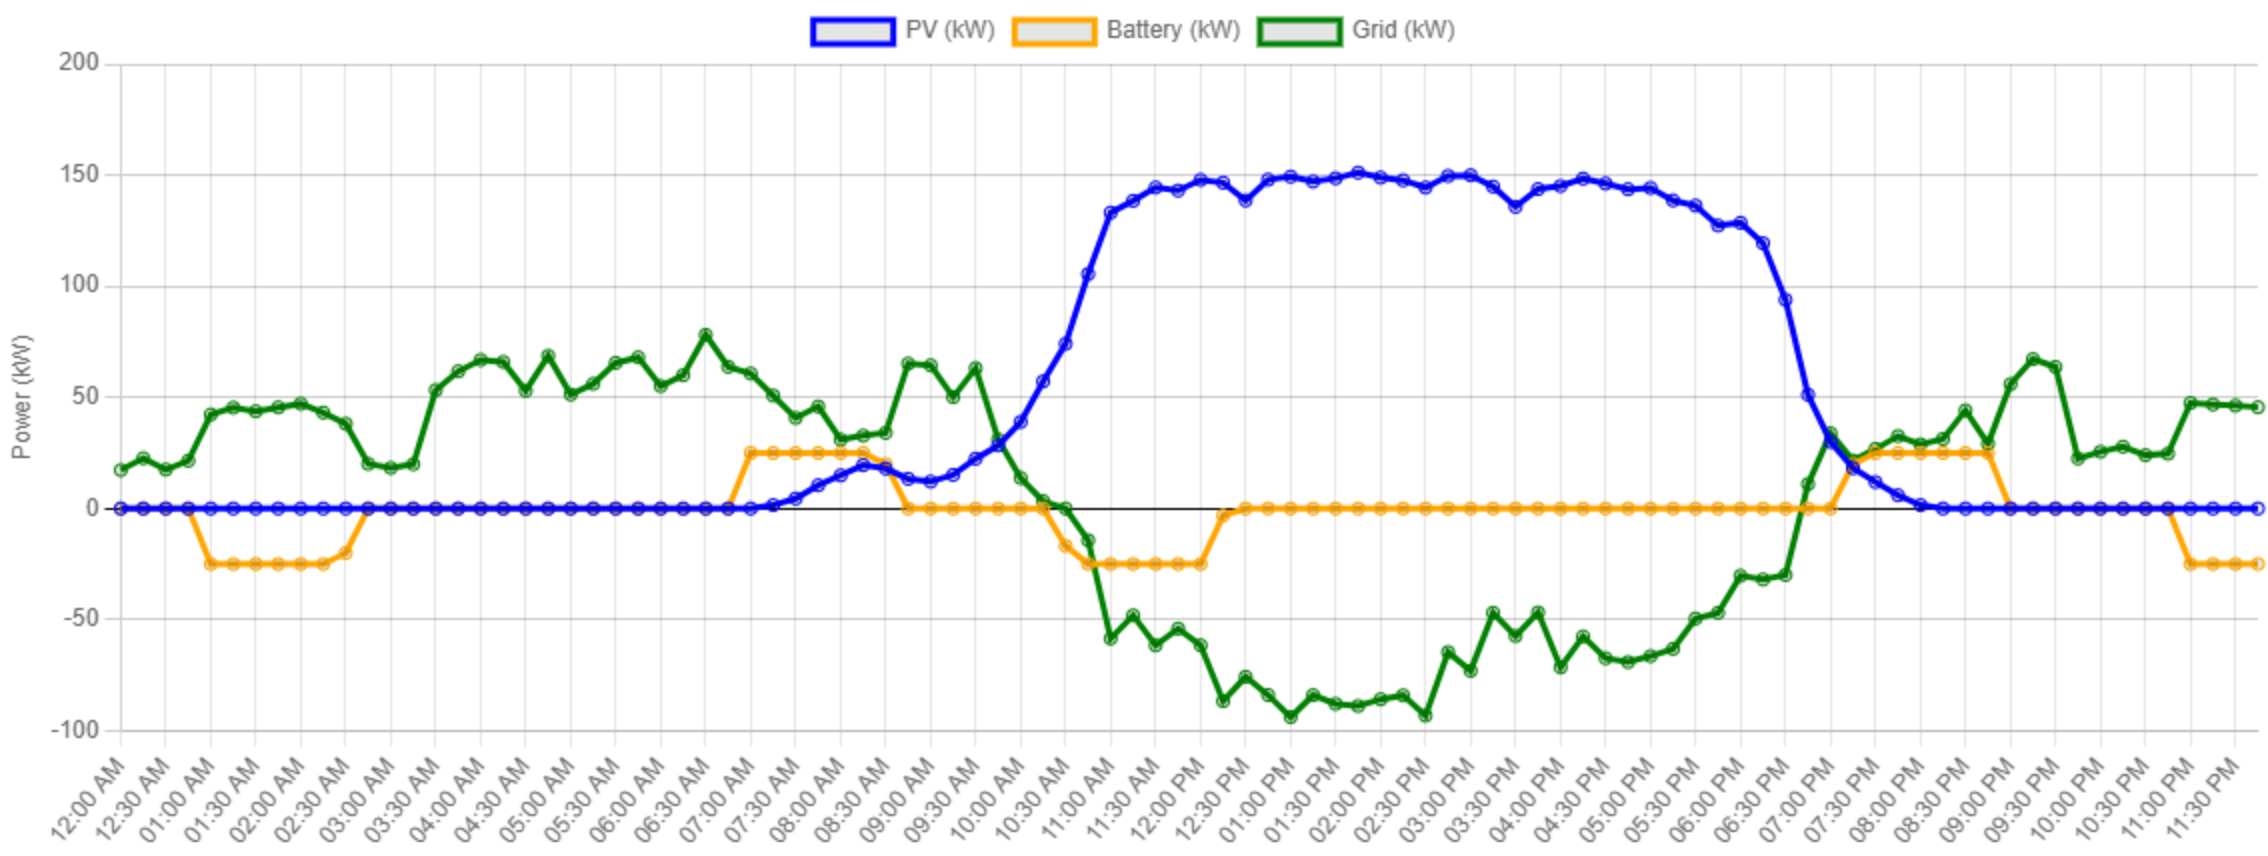 PV (kW) Battery (kW) Grid (kW)
200
150
100
50
0
-50
-100
Power (kW)
12:00 AM
12:30 AM
01:00 AM
01:30 AM
02:00 AM
02:30 AM
03:00 AM
03:30 AM
04:00 AM
04:30 AM
05:00 AM
05:30 AM
06:00 AM
06:30 AM
07:00 AM
07:30 AM
08:00 AM
08:30 AM
09:00 AM
09:30 AM
10:00 AM
10:30 AM
11:00 AM
11:30 AM
12:00 PM
12:30 PM
01:00 PM
01:30 PM
02:00 PM
02:30 PM
03:00 PM
03:30 PM
04:00 PM
04:30 PM
05:00 PM
05:30 PM
06:00 PM
06:30 PM
07:00 PM
07:30 PM
08:00 PM
08:30 PM
09:00 PM
09:30 PM
10:00 PM
10:30 PM
11:00 PM
11:30 PM